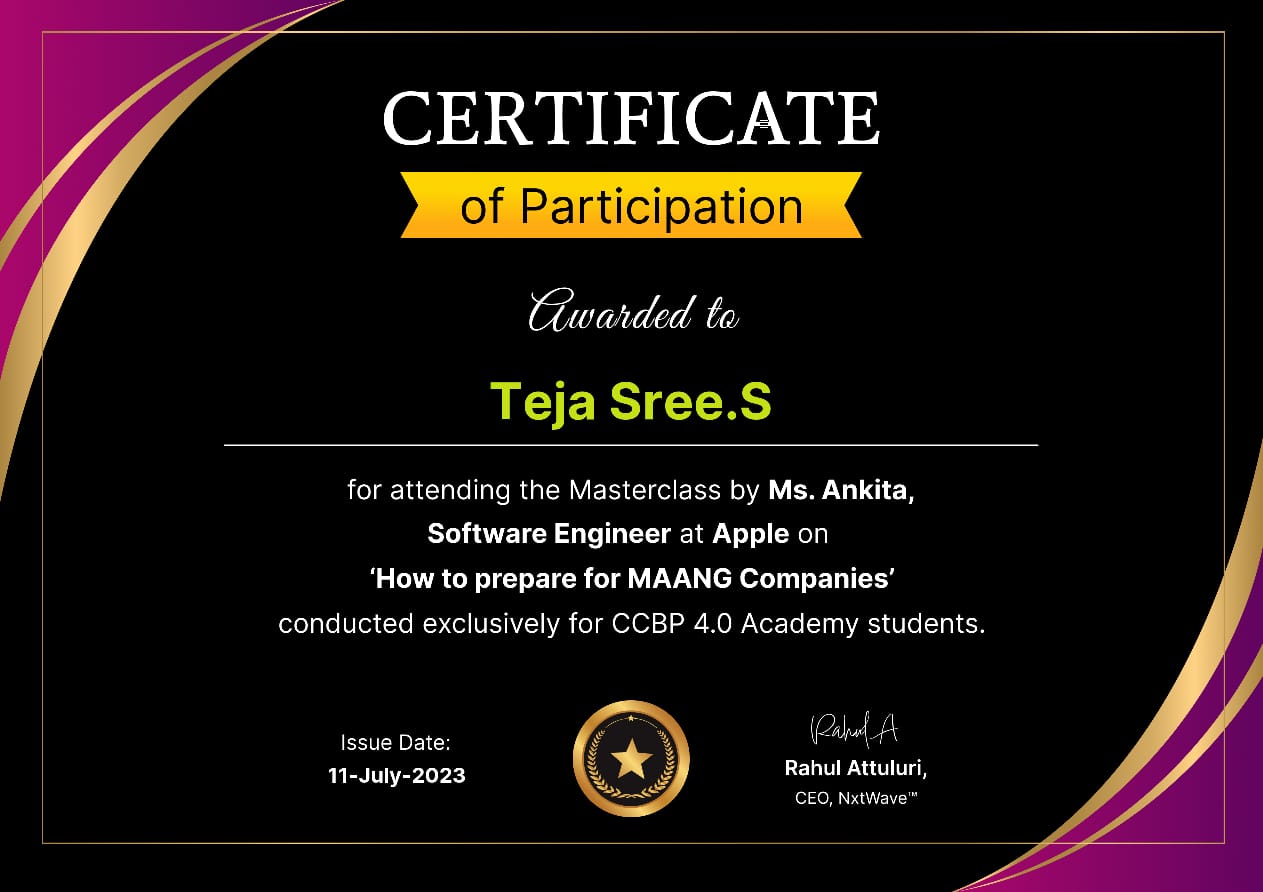 CERTIFICATE
of Participation
Awarded to
Teja Sree.S
for attending the Masterclass by Ms. Ankita,
Software Engineer at Apple on
‘How to prepare for MAANG Companies’
conducted exclusively for CCBP 4.0 Academy students.
Issue Date:
11-July-2023
Rahul A
Rahul Attuluri,
CEO, NxtWave™